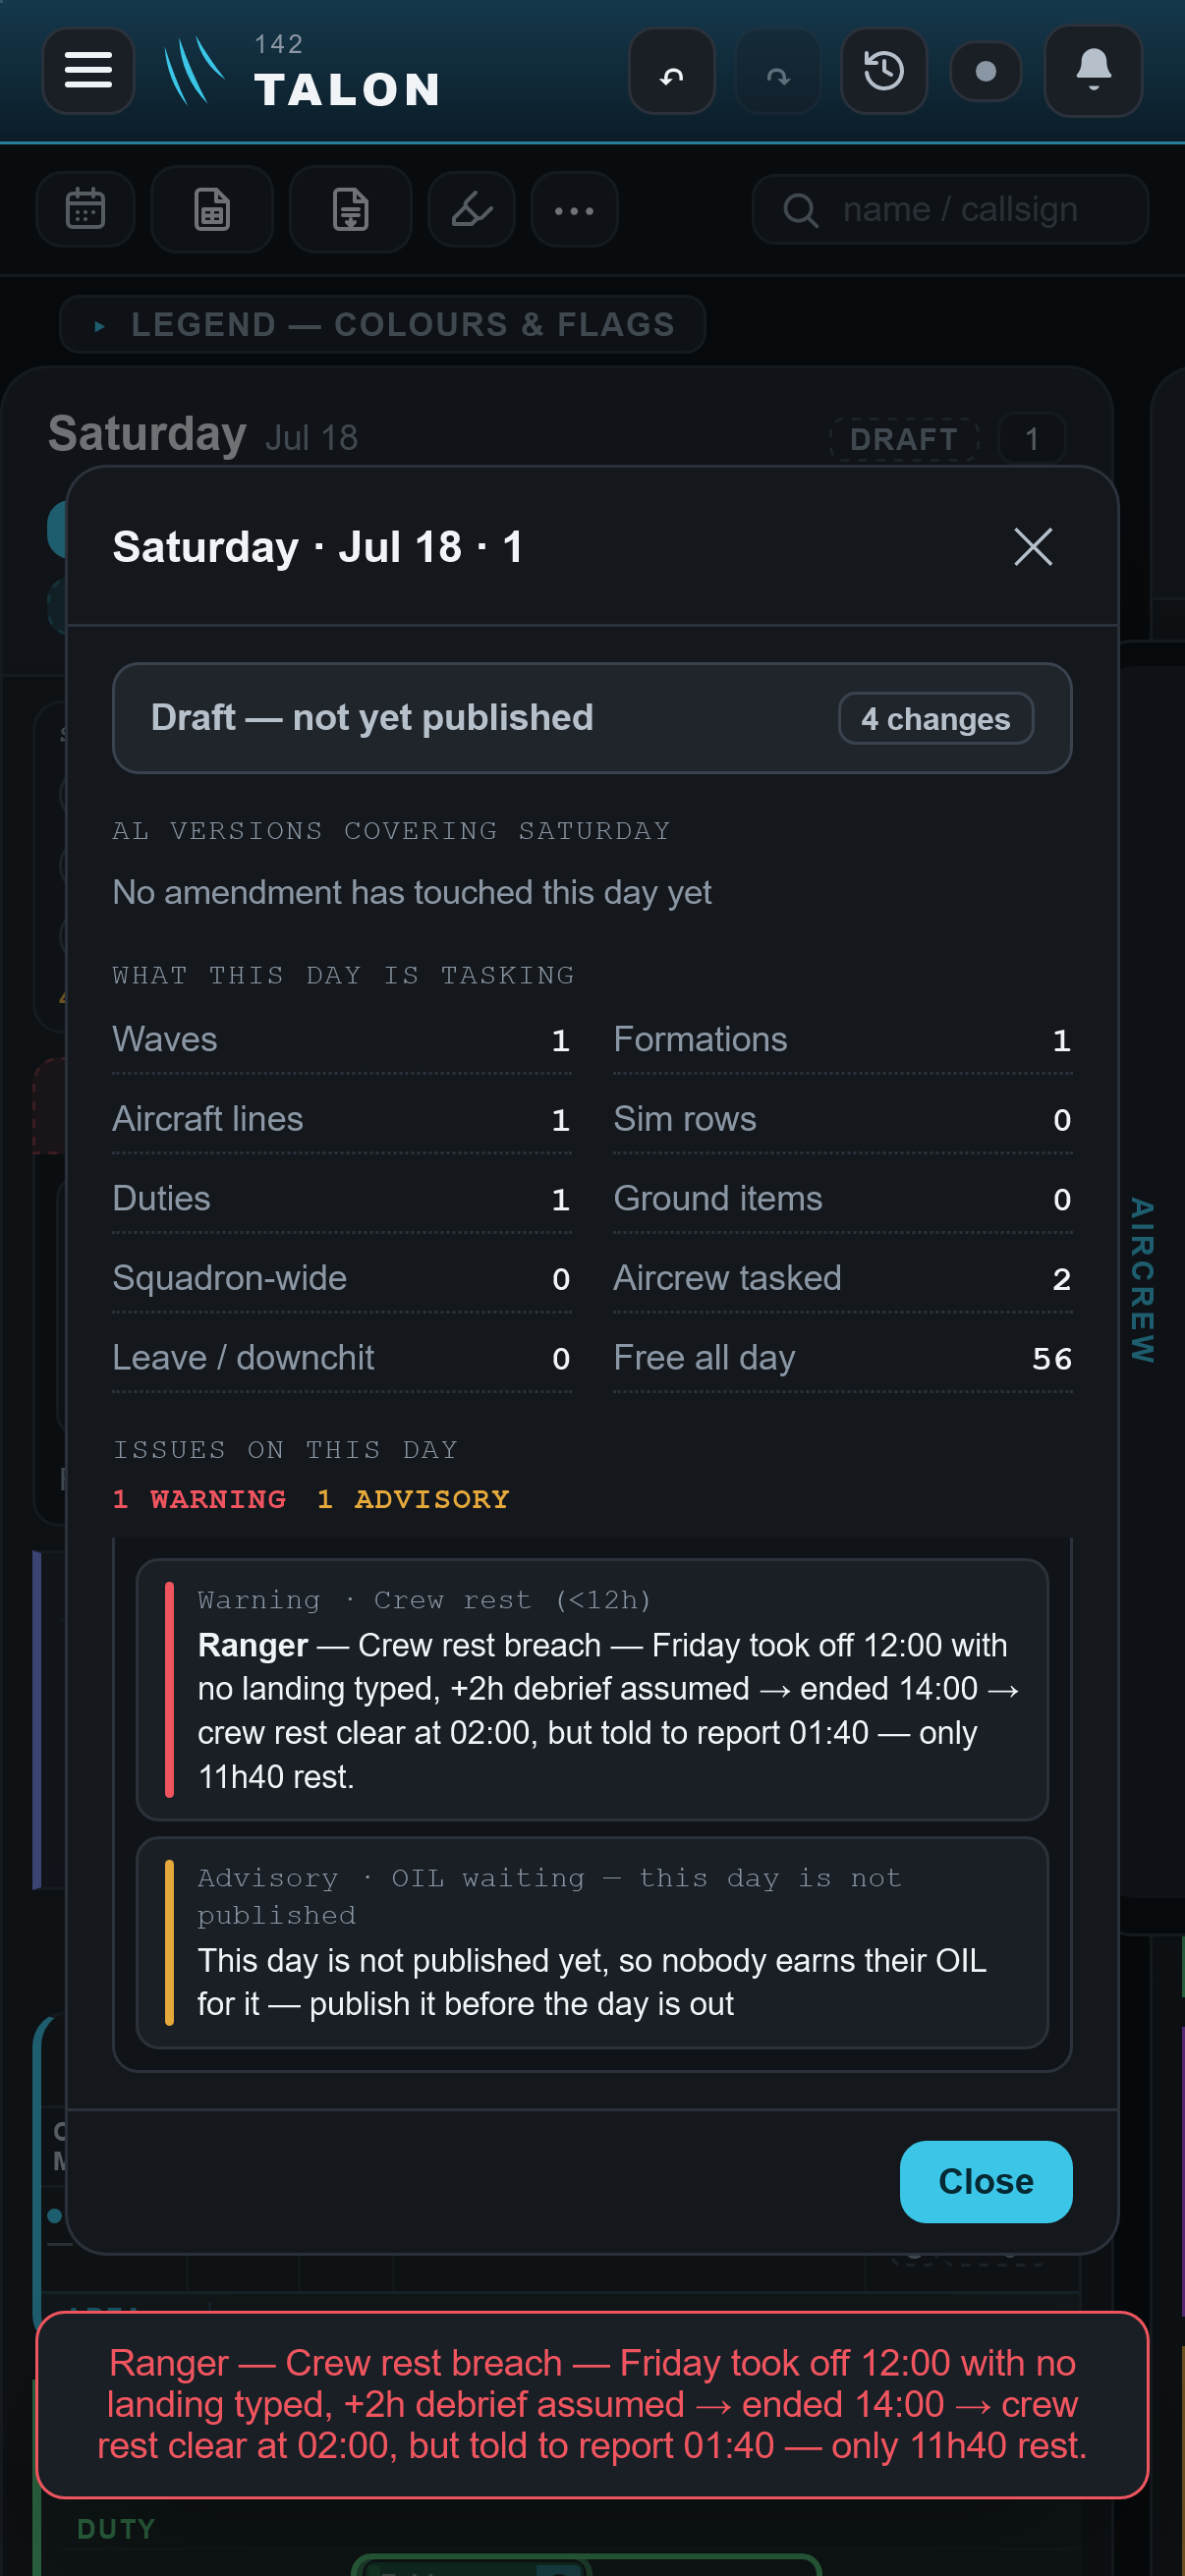 142
TALON
name / callsign
LEGEND — COLOURS & FLAGS
Saturday Jul 18
DRAFT
1
Saturday · Jul 18 · 1
Draft — not yet published
4 changes
AL VERSIONS COVERING SATURDAY
No amendment has touched this day yet
WHAT THIS DAY IS TASKING
Waves 1
Formations 1
Aircraft lines 1
Sim rows 0
Duties 1
Ground items 0
Squadron-wide 0
Aircrew tasked 2
Leave / downchit 0
Free all day 56
AIRCREW
ISSUES ON THIS DAY
1 WARNING 1 ADVISORY
Warning · Crew rest (<12h)
Ranger — Crew rest breach — Friday took off 12:00 with
no landing typed, +2h debrief assumed → ended 14:00 →
crew rest clear at 02:00, but told to report 01:40 — only
11h40 rest.
Advisory · OIL waiting — this day is not
published
This day is not published yet, so nobody earns their OIL
for it — publish it before the day is out
Close
Ranger — Crew rest breach — Friday took off 12:00 with no
landing typed, +2h debrief assumed → ended 14:00 → crew
rest clear at 02:00, but told to report 01:40 — only 11h40 rest.
DUTY